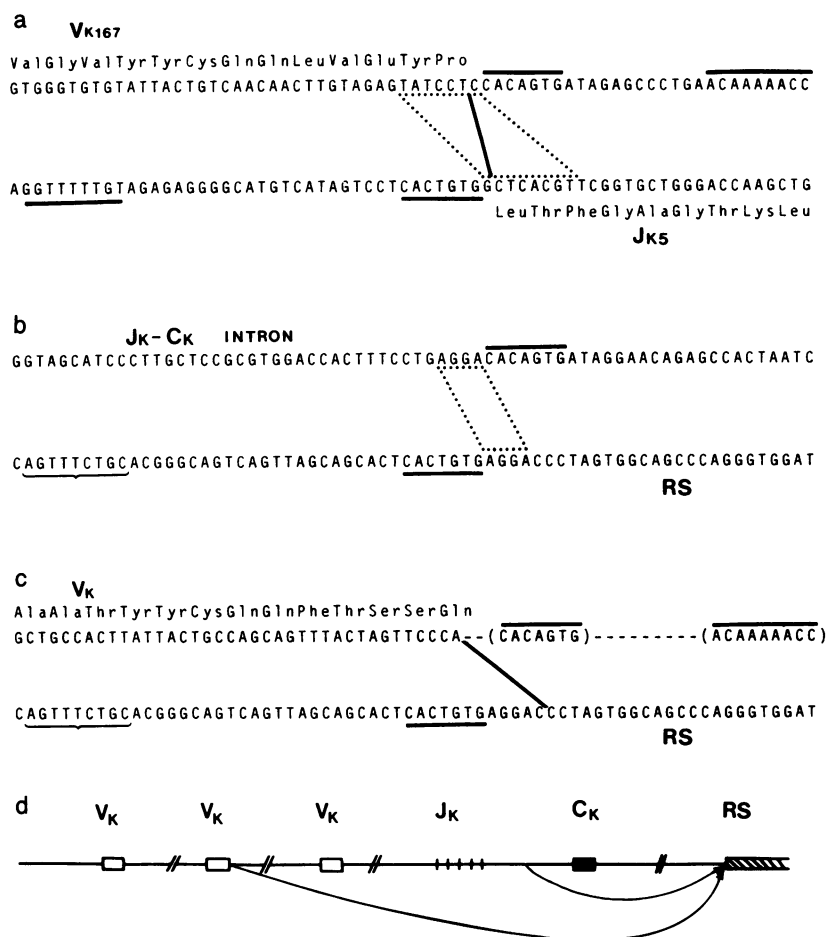 a
VK167
ValGlyValTyrTyrCysGlnGlnLeuValGluTyrPro
GTGGGTGTGTATTACTGTCAACAACTTGTAGAGTATCCTCCACAGTGATAGAGCCCTGAACAAAAACC
AGGTTTTTGTAGAGAGGGGCATGTCATAGTCCTCACTGTGGCTCACGTTCGGTGCTGGGACCAAGCTG
LeuThrPheGlyAlaGlyThrLysLeu
JK5
b
JK-CK INTRON
GGTAGCATCCCTTGCTCCGCGTGGACCACTTTCCTGAGGACACAGTGATAGGAACAGAGCCACTAATC
CAGTTTCTGCACGGGCAGTCAGTTAGCAGCACTCACTGTGAGGACCCTAGTGGCAGCCCAGGGTGGAT
RS
c
VK
AlaAlaThrTyrTyrCysGlnGlnPheThrSerSerGln
GCTGCCACTTATTACTGCCAGCAGTTTACTAGTTCCCA--(CACAGTG)---------(ACAAAAACC)
CAGTTTCTGCACGGGCAGTCAGTTAGCAGCACTCACTGTGAGGACCCTAGTGGCAGCCCAGGGTGGAT
RS
d
VK VK VK JK CK RS